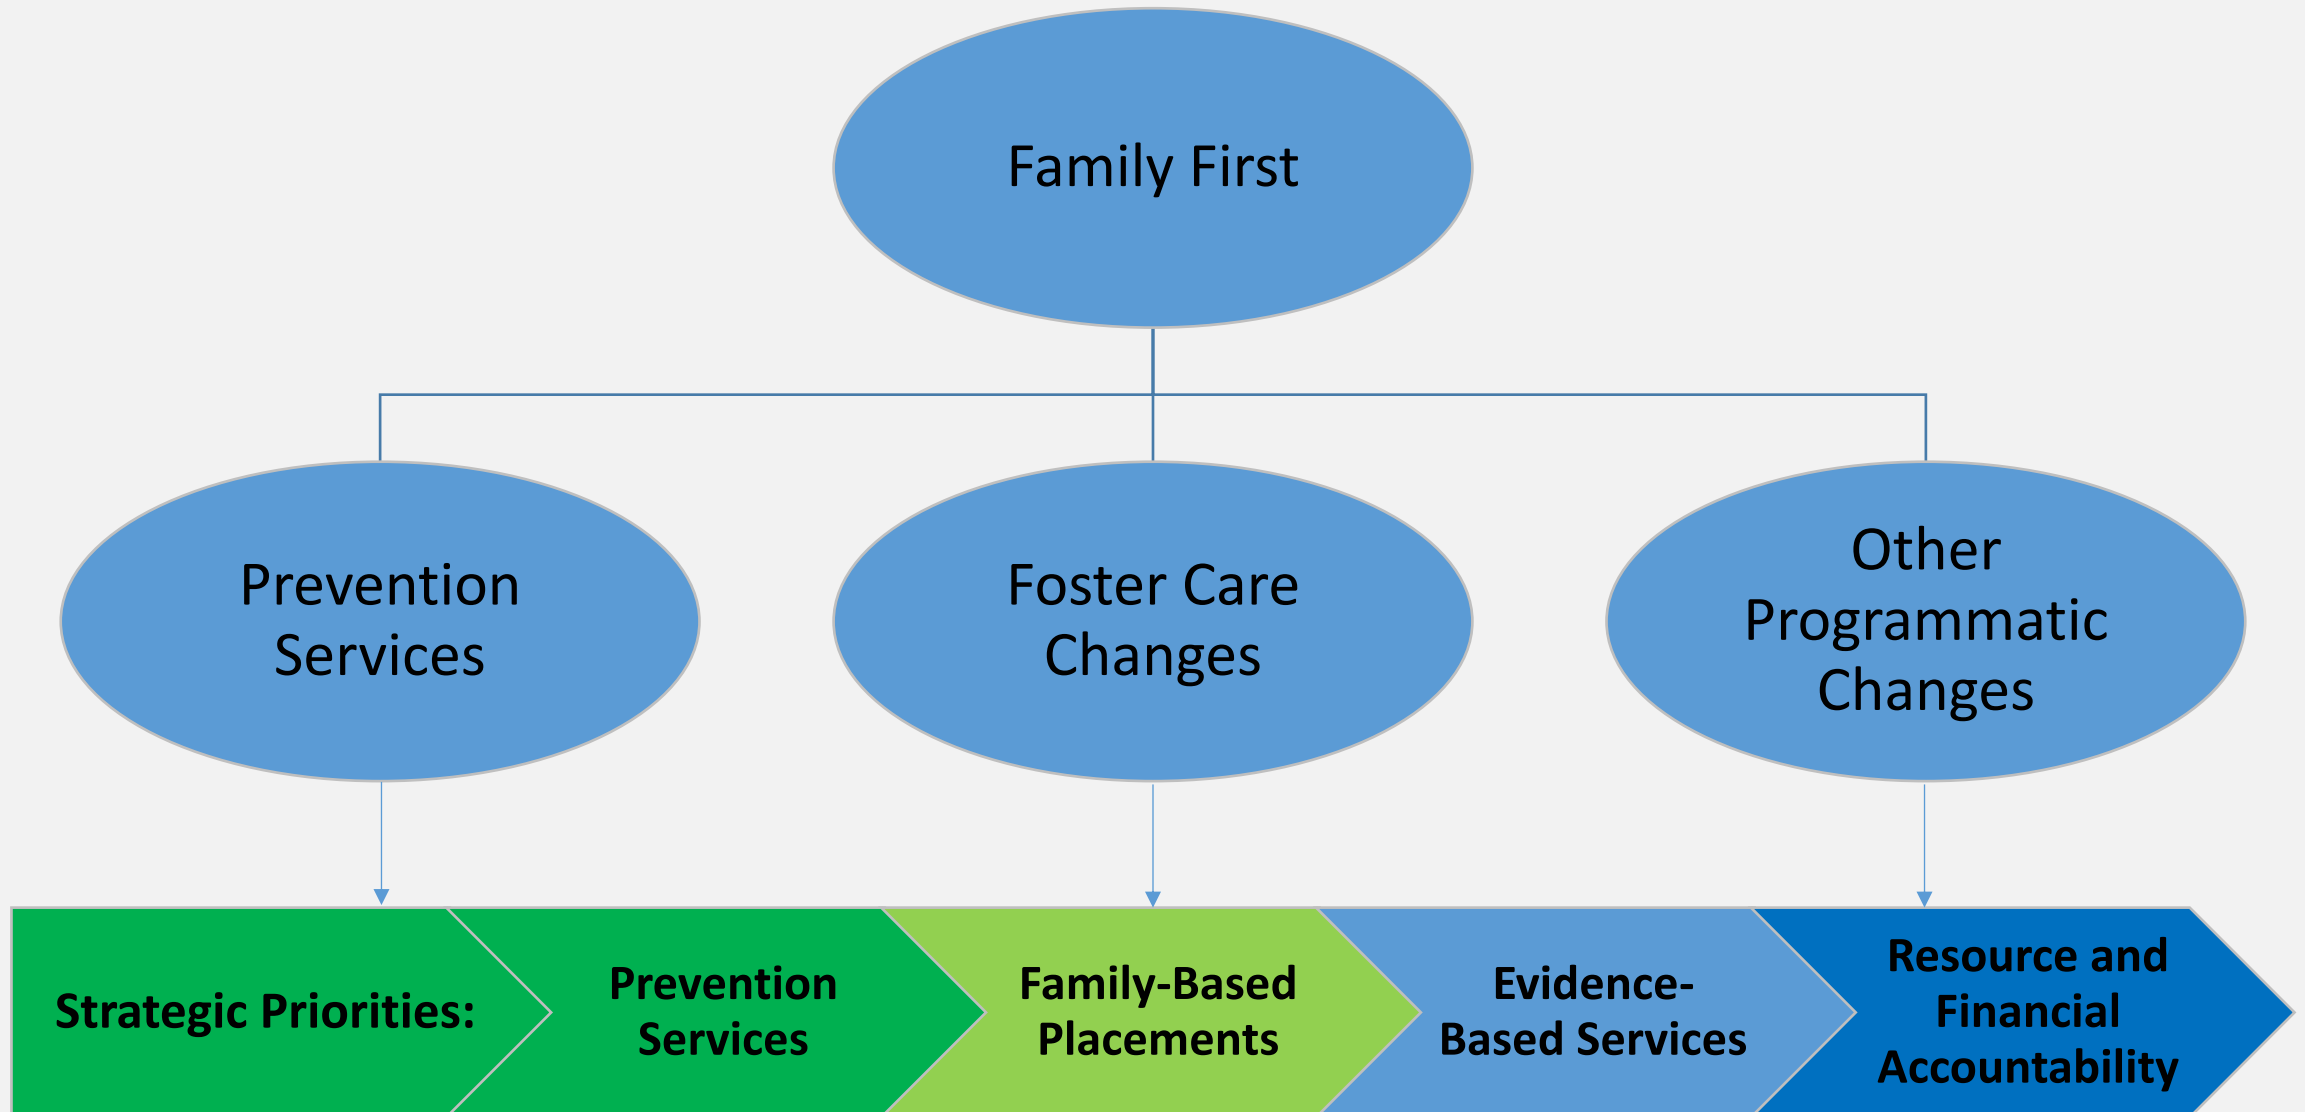 Family First
Prevention
Services
Foster Care
Changes
Other
Programmatic
Changes
Strategic Priorities:
Prevention
Services
Family-Based
Placements
Evidence-
Based Services
Resource and
Financial
Accountability